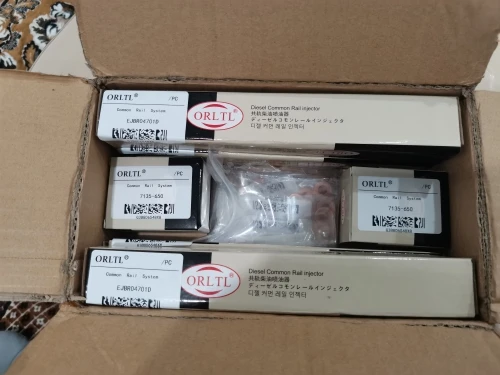 ORLTL® /PC
Common Rail System
EJBR04701D
ORLTL®
Diesel Common Rail injector
共轨柴油喷油器
ディーゼルコモンレールインジェクタ
디젤 커먼 레일 인젝터
ORLTL® /PC
Common Rail System
7135-650
ORLTL® /PC
Common Rail System
7135-650
ORLTL® /PC
Common Rail System
EJBR04701D
ORLTL®
Diesel Common Rail injector
共轨柴油喷油器
ディーゼルコモンレールインジェクタ
디젤 커먼 레일 인젝터